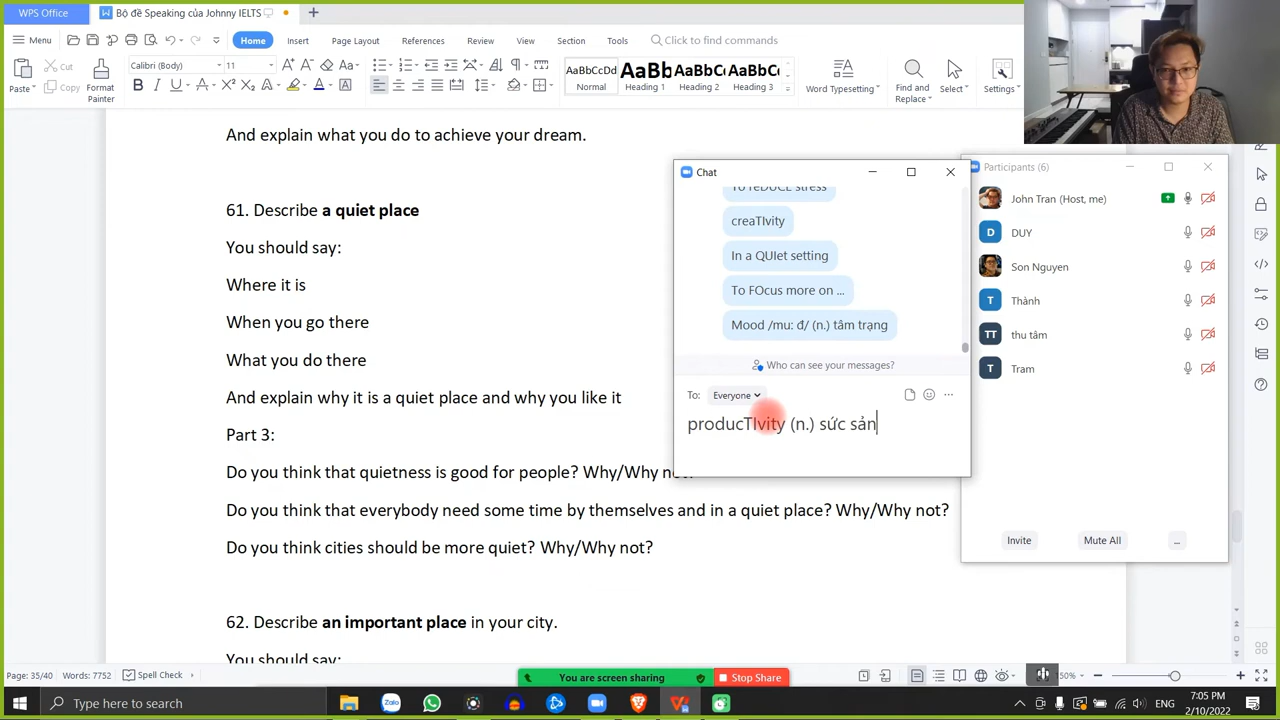 WPS Office
Bộ đề Speaking của Johnny IELTS
Menu
Home
Insert
Page Layout
References
Review
View
Section
Tools
Click to find commands
Paste
Cut
Copy
Format Painter
Calibri (Body)
11
AaBbCcDd
Normal
AaBb
Heading 1
AaBbC
Heading 2
AaBbC
Heading 3
Word Typesetting
Find and Replace
Select
Settings
And explain what you do to achieve your dream.
61. Describe a quiet place
You should say:
Where it is
When you go there
What you do there
And explain why it is a quiet place and why you like it
Part 3:
Do you think that quietness is good for people? Why/Why not?
Do you think that everybody need some time by themselves and in a quiet place? Why/Why not?
Do you think cities should be more quiet? Why/Why not?
62. Describe an important place in your city.
You should say:
Chat
To reDUCE stress
creaTIvity
In a QUIet setting
To FOcus more on ...
Mood /mu: đ/ (n.) tâm trạng
Who can see your messages?
To: Everyone
producTIvity (n.) sức sản
Participants (6)
John Tran (Host, me)
D DUY
Son Nguyen
T Thành
TT thu tâm
T Tram
Invite
Mute All
...
Page: 35/40
Words: 7752
Spell Check
You are screen sharing
Stop Share
150%
Type here to search
ENG
7:05 PM
2/10/2022